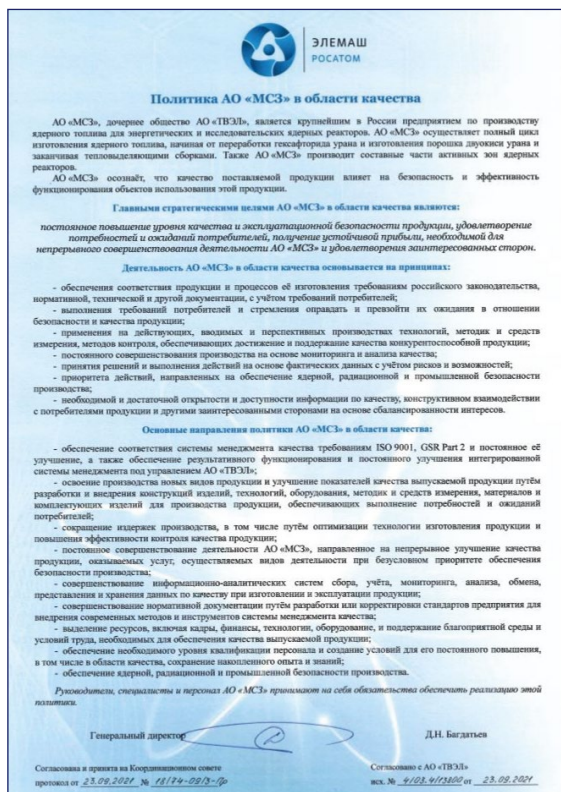 ЭЛЕМАШ
РОСАТОМ
Политика АО «МСЗ» в области качества
АО «МСЗ», дочернее общество АО «ТВЭЛ», является крупнейшим в России предприятием по производству
ядерного топлива для энергетических и исследовательских ядерных реакторов. АО «МСЗ» осуществляет полный цикл
изготовления ядерного топлива, начиная от переработки гексафторида урана и изготовления порошка двуокиси урана и
заканчивая тепловыделяющими сборками. Также АО «МСЗ» производит составные части активных зон ядерных
реакторов.
АО «МСЗ» осознаёт, что качество поставляемой продукции влияет на безопасность и эффективность
функционирования объектов использования этой продукции.
Главными стратегическими целями АО «МСЗ» в области качества являются:
постоянное повышение уровня качества и эксплуатационной безопасности продукции, удовлетворение
потребностей и ожиданий потребителей, получение устойчивой прибыли, необходимой для
непрерывного совершенствования деятельности АО «МСЗ» и удовлетворения заинтересованных сторон.
Деятельность АО «МСЗ» в области качества основывается на принципах:
- обеспечения соответствия продукции и процессов её изготовления требованиям российского законодательства,
нормативной, технической и другой документации, с учётом требований потребителей;
- выполнения требований потребителей и стремления оправдать и превзойти их ожидания в отношении
безопасности и качества продукции;
- применения на действующих, вводимых и перспективных производствах технологий, методик и средств
измерения, методов контроля, обеспечивающих достижение и поддержание качества конкурентоспособной продукции;
- постоянного совершенствования производства на основе мониторинга и анализа качества;
- принятия решений и выполнения действий на основе фактических данных с учётом рисков и возможностей;
- приоритета действий, направленных на обеспечение ядерной, радиационной и промышленной безопасности
производства;
- необходимой и достаточной открытости и доступности информации по качеству, конструктивном взаимодействии
с потребителями продукции и другими заинтересованными сторонами на основе сбалансированности интересов.
Основные направления политики АО «МСЗ» в области качества:
- обеспечение соответствия системы менеджмента качества требованиям ISO 9001, GSR Part 2 и постоянное её
улучшение, а также обеспечение результативного функционирования и постоянного улучшения интегрированной
системы менеджмента под управлением АО «ТВЭЛ»;
- освоение производства новых видов продукции и улучшение показателей качества выпускаемой продукции путём
разработки и внедрения конструкций изделий, технологий, оборудования, методик и средств измерения, материалов и
комплектующих изделий для производства продукции, обеспечивающих выполнение потребностей и ожиданий
потребителей;
- сокращение издержек производства, в том числе путём оптимизации технологии изготовления продукции и
повышения эффективности контроля качества продукции;
- постоянное совершенствование деятельности АО «МСЗ», направленное на непрерывное улучшение качества
продукции, оказываемых услуг, осуществляемых видов деятельности при безусловном приоритете обеспечения
безопасности производства;
- совершенствование информационно-аналитических систем сбора, учёта, мониторинга, анализа, обмена,
представления и хранения данных по качеству при изготовлении и эксплуатации продукции;
- совершенствование нормативной документации путём разработки или корректировки стандартов предприятия для
внедрения современных методов и инструментов системы менеджмента качества;
- выделение ресурсов, включая кадры, финансы, технологии, оборудование, и поддержание благоприятной среды и
условий труда, необходимых для обеспечения качества выпускаемой продукции;
- обеспечение необходимого уровня квалификации персонала и создание условий для его постоянного повышения,
в том числе в области качества, сохранение накопленного опыта и знаний;
- обеспечение ядерной, радиационной и промышленной безопасности производства.
Руководители, специалисты и персонал АО «МСЗ» принимают на себя обязательства обеспечить реализацию этой
политики.
Генеральный директор Д.Н. Багдатьев
Согласована и принята на Координационном совете Согласовано с АО «ТВЭЛ»
протокол от 23.09.2021 № 18/74-09/3-Пр исх. № 4/03.4/13800 от 23.09.2021